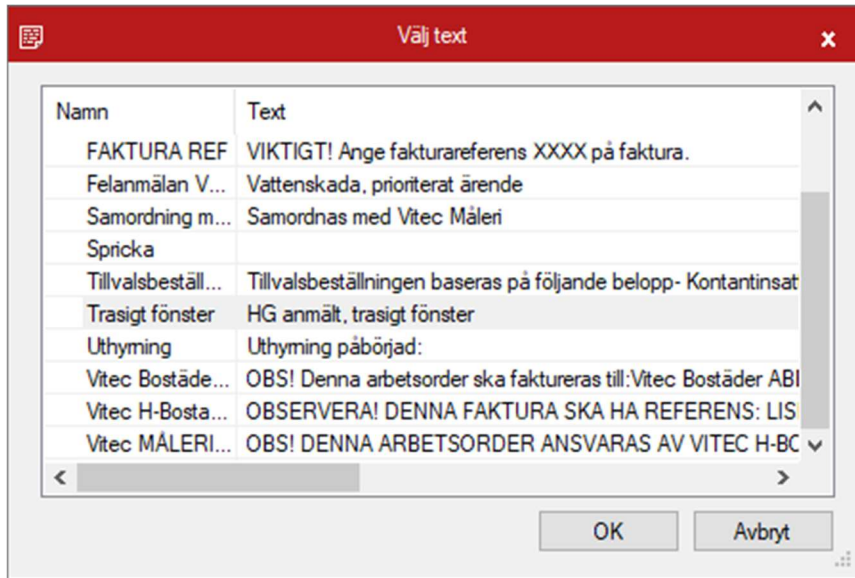 Välj text
Namn Text
FAKTURA REF VIKTIGT! Ange fakturareferens XXXX på faktura.
Felanmälan V... Vattenskada, prioriterat ärende
Samordning m... Samordnas med Vitec Måleri
Spricka
Tillvalsbeställ... Tillvalsbeställningen baseras på följande belopp- Kontantinsat
Trasigt fönster HG anmält, trasigt fönster
Uthyrning Uthyrning påbörjad:
Vitec Bostäde... OBS! Denna arbetsorder ska faktureras till:Vitec Bostäder AB
Vitec H-Bosta... OBSERVERA! DENNA FAKTURA SKA HA REFERENS: LIS
Vitec MÅLERI... OBS! DENNA ARBETSORDER ANSVARAS AV VITEC H-BO
OK Avbryt